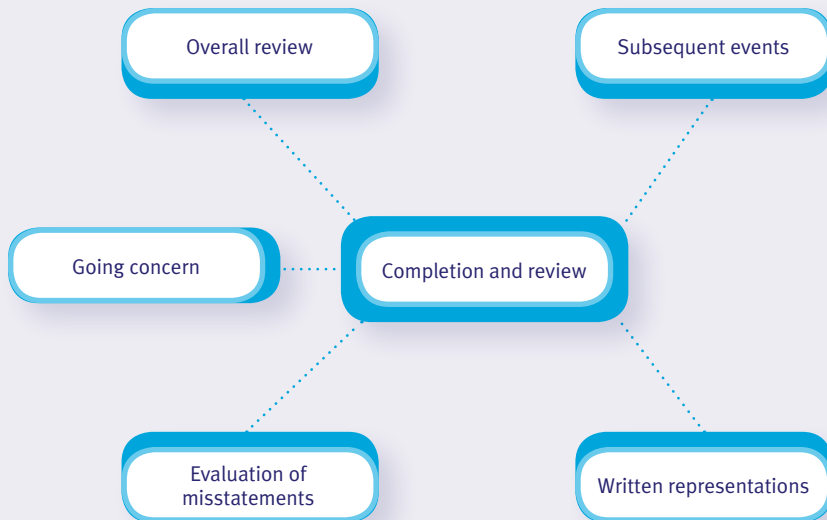 Overall review
Subsequent events
Going concern
Completion and review
Evaluation of
misstatements
Written representations